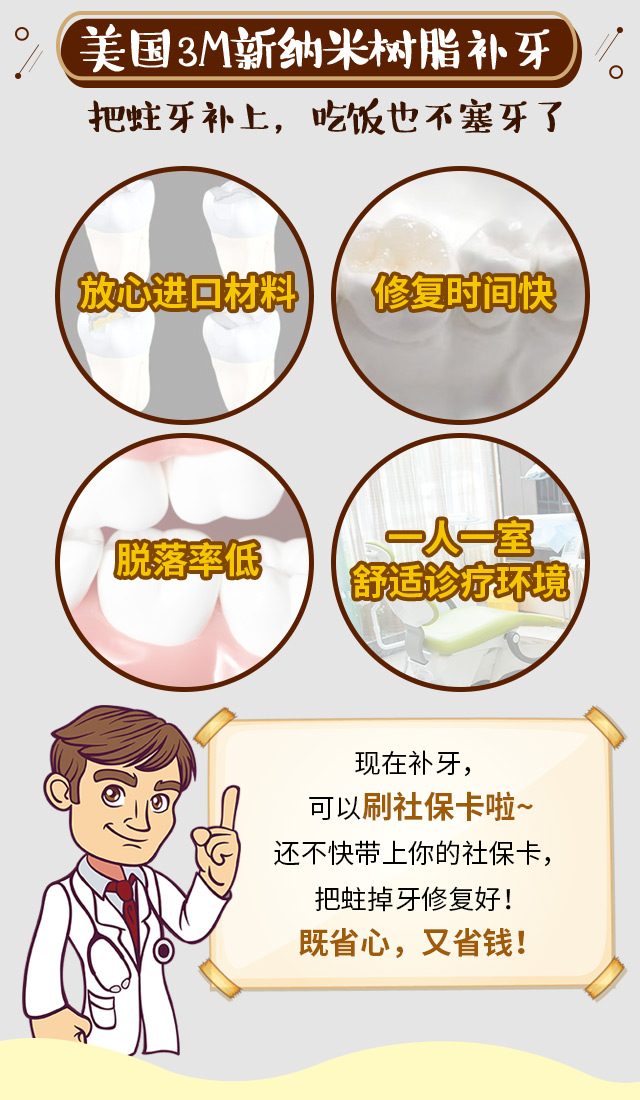 美国3M新纳米树脂补牙
把蛀牙补上，吃饭也不塞牙了
放心进口材料
修复时间快
脱落率低
一人一室
舒适诊疗环境
现在补牙，
可以刷社保卡啦~
还不快带上你的社保卡，
把蛀掉牙修复好！
既省心，又省钱！